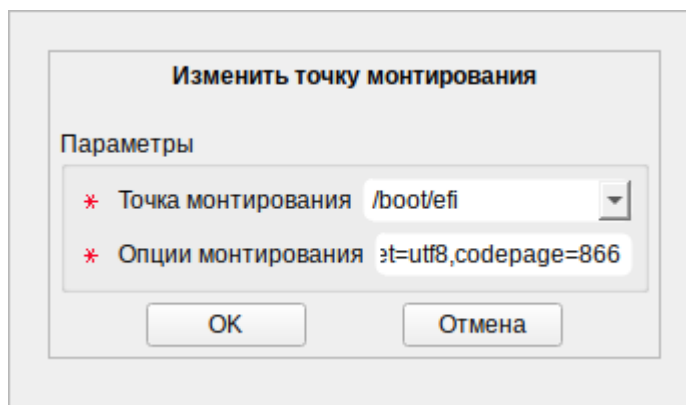 Изменить точку монтирования
Параметры
* Точка монтирования /boot/efi
* Опции монтирования et=utf8,codepage=866
OK Отмена